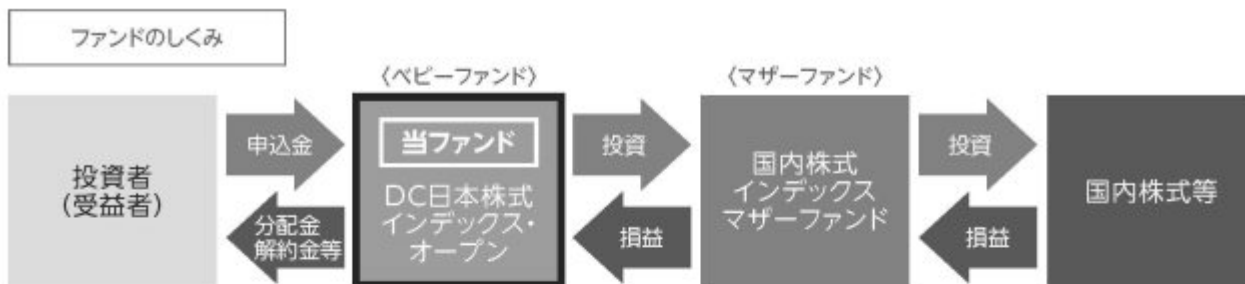 ファンドのしくみ
〈ベビーファンド〉
〈マザーファンド〉
投資者
(受益者)
申込金
分配金
解約金等
当ファンド
DC日本株式
インデックス・
オープン
投資
損益
国内株式
インデックス
マザーファンド
投資
損益
国内株式等